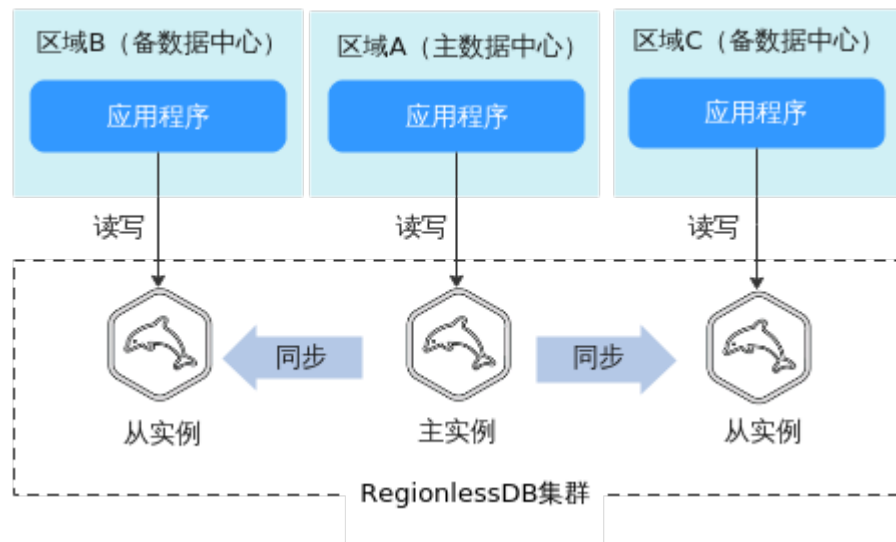 区域B（备数据中心）
区域A（主数据中心）
区域C（备数据中心）
应用程序
应用程序
应用程序
读写
读写
读写
同步
同步
从实例
主实例
从实例
RegionlessDB集群